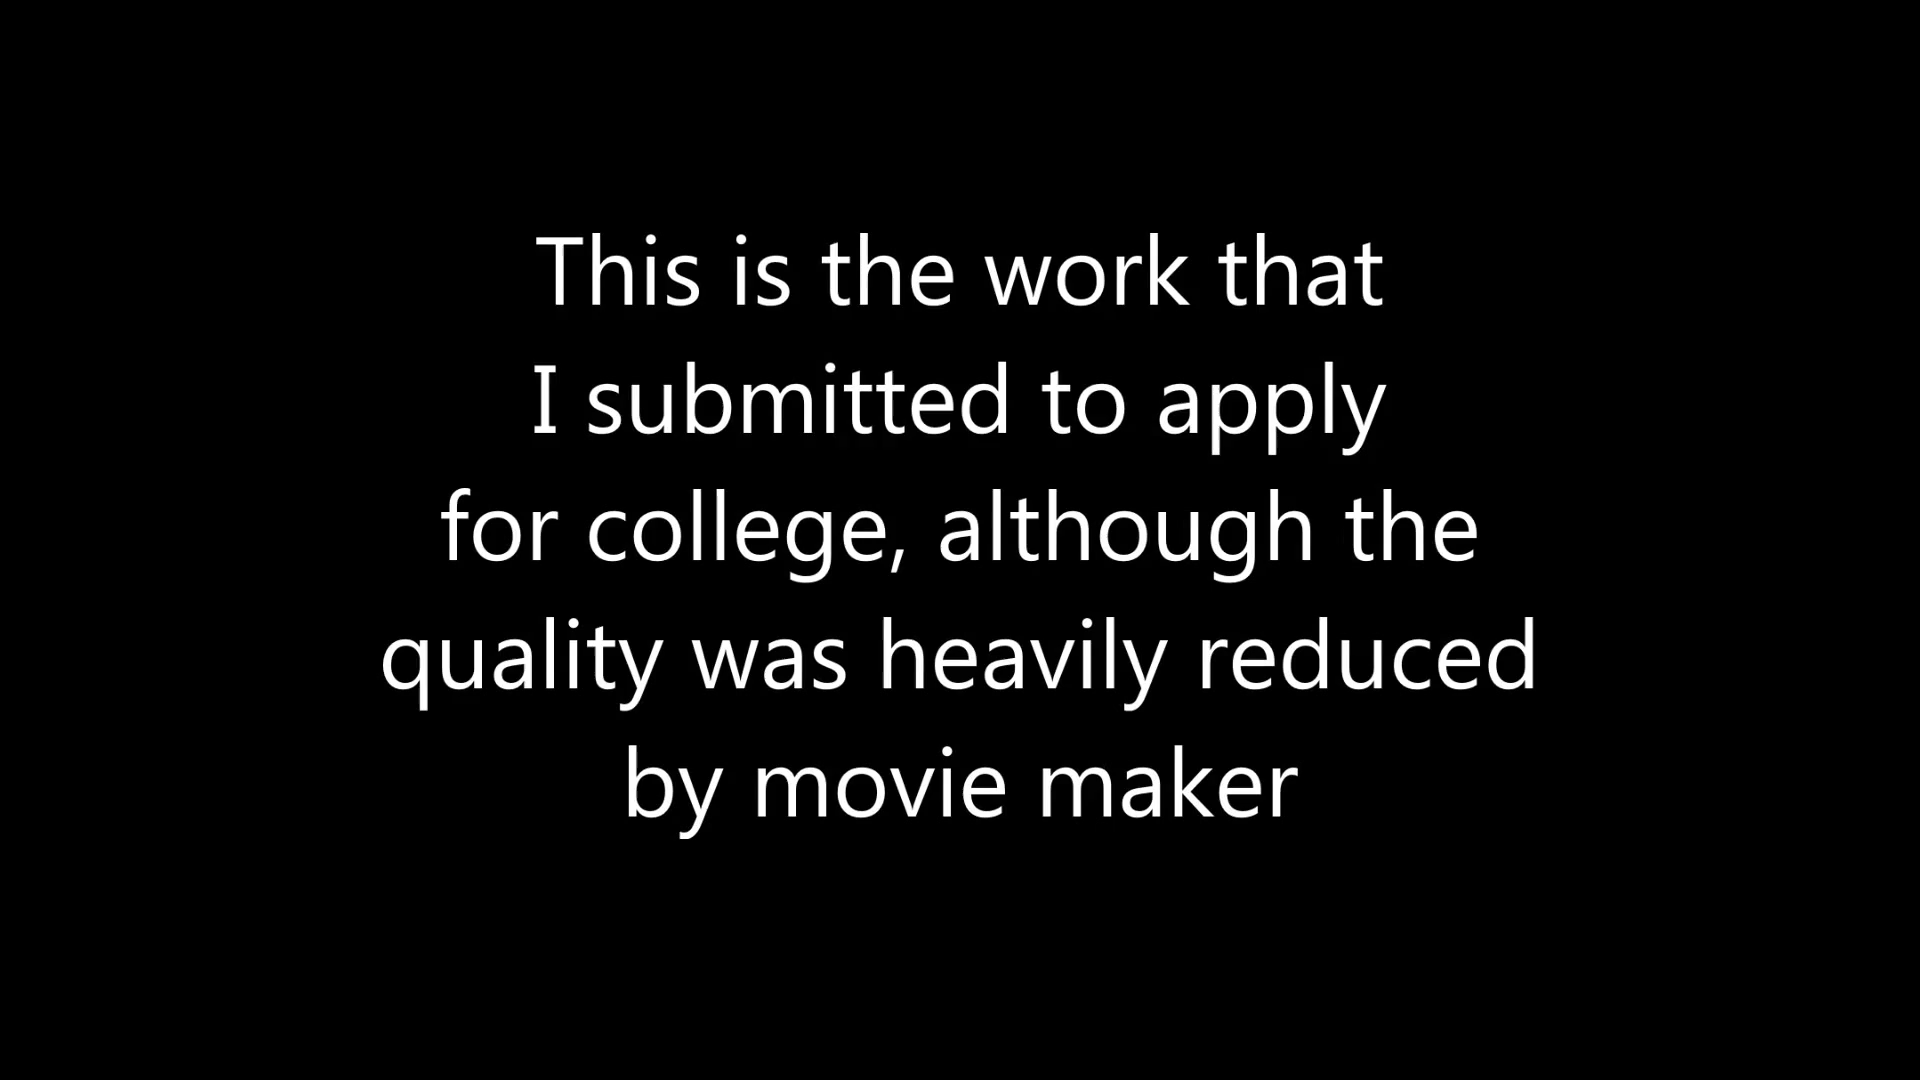 This is the work that
I submitted to apply
for college, although the
quality was heavily reduced
by movie maker